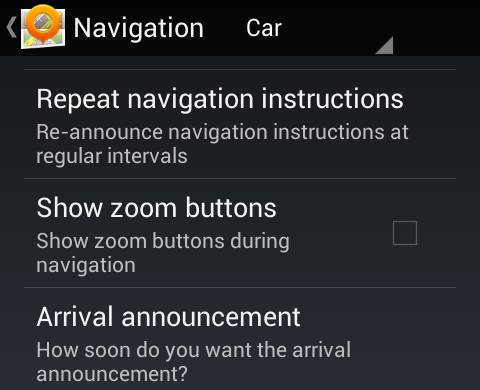 Navigation Car
Repeat navigation instructions
Re-announce navigation instructions at
regular intervals
Show zoom buttons
Show zoom buttons during
navigation
Arrival announcement
How soon do you want the arrival
announcement?